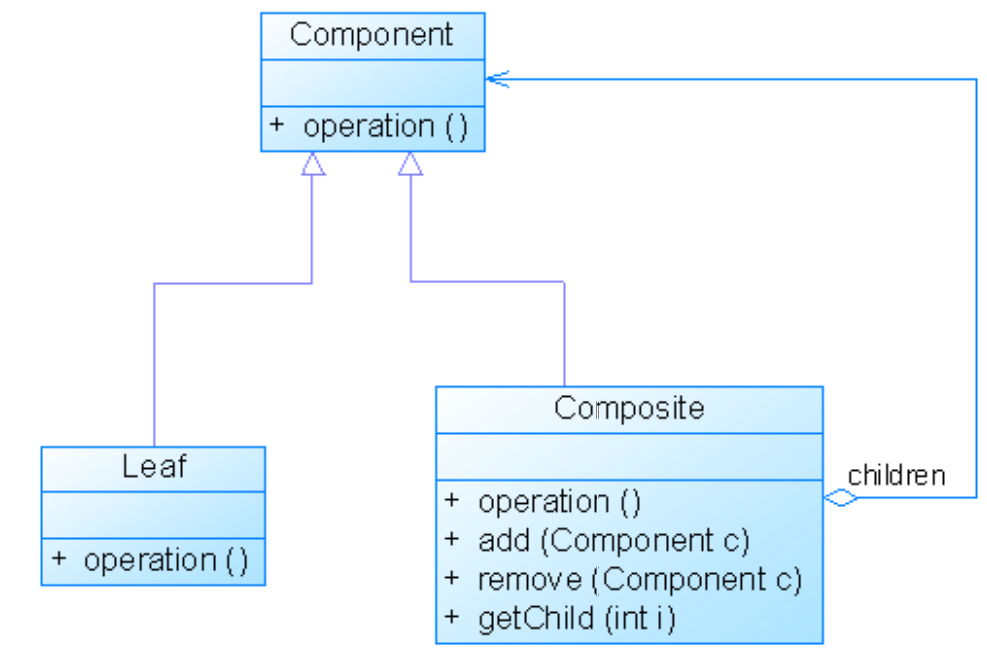 Component
+ operation ()
Leaf
+ operation ()
Composite
+ operation ()
+ add (Component c)
+ remove (Component c)
+ getChild (int i)
children